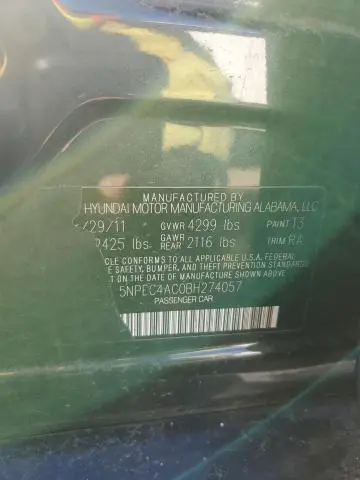 MANUFACTURED BY
HYUNDAI MOTOR MANUFACTURING ALABAMA, LLC
/29/11 GVWR 4299 lbs PAINT T3
2425 lbs GAWR REAR 2116 lbs TRIM RA
CLE CONFORMS TO ALL APPLICABLE U.S.A. FEDERAL
E SAFETY, BUMPER, AND THEFT PREVENTION STANDARDS
ON THE DATE OF MANUFACTURE SHOWN ABOVE.
5NPEC4AC0BH274057
PASSENGER CAR